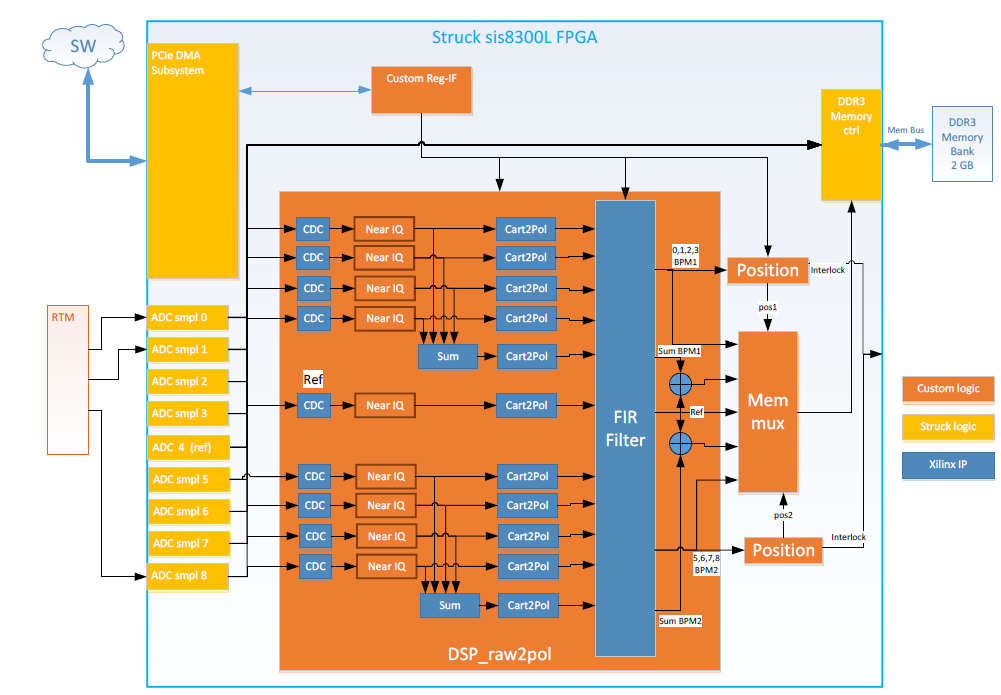 Struck sis8300L FPGA
SW
PCIe DMA
Subsystem
Custom Reg-IF
DDR3
Memory
ctrl
Mem Bus
DDR3
Memory
Bank
2 GB
CDC
Near IQ
Cart2Pol
CDC
Near IQ
Cart2Pol
CDC
Near IQ
Cart2Pol
CDC
Near IQ
Cart2Pol
Sum
Cart2Pol
Ref
CDC
Near IQ
Cart2Pol
CDC
Near IQ
Cart2Pol
CDC
Near IQ
Cart2Pol
CDC
Near IQ
Cart2Pol
CDC
Near IQ
Cart2Pol
Sum
Cart2Pol
DSP_raw2pol
FIR
Filter
RTM
ADC smpl 0
ADC smpl 1
ADC smpl 2
ADC smpl 3
ADC 4 (ref)
ADC smpl 5
ADC smpl 6
ADC smpl 7
ADC smpl 8
0,1,2,3
BPM1
Position
Interlock
pos1
Sum BPM1
Ref
Mem
mux
pos2
Interlock
Position
5,6,7,8
BPM2
Sum BPM2
Custom logic
Struck logic
Xilinx IP